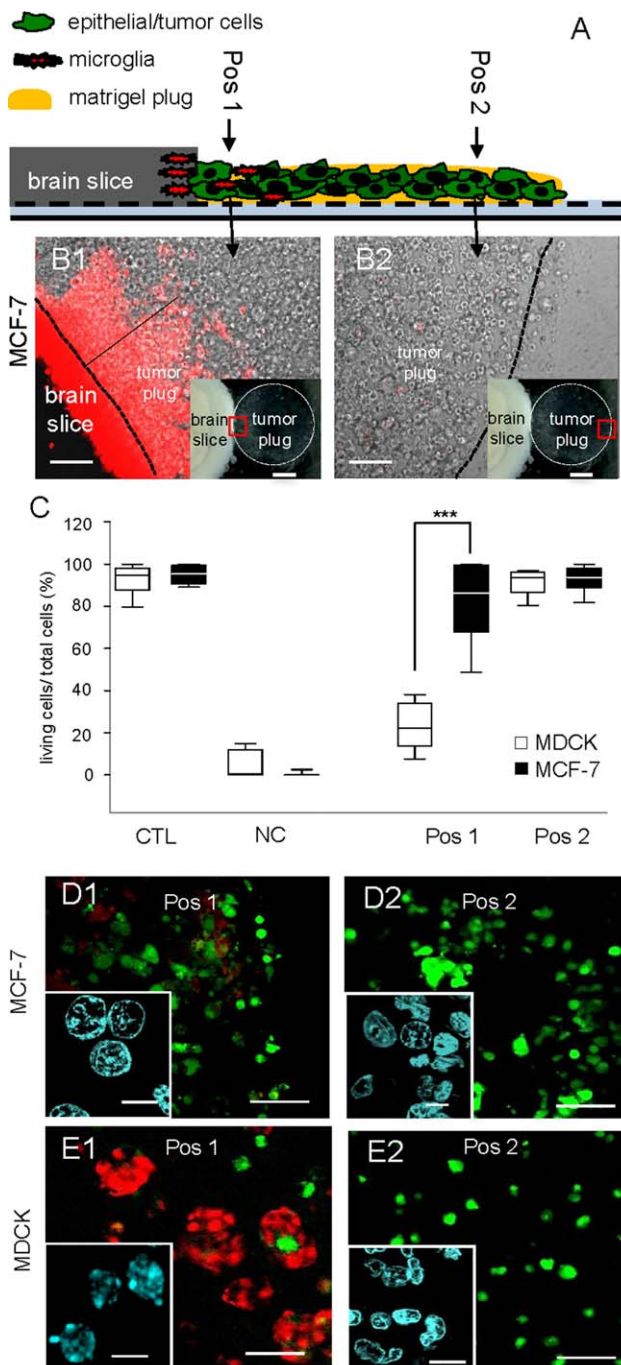 epithelial/tumor cells
microglia
matrigel plug
A
Pos 1
Pos 2
brain slice
MCF-7
B1
tumor
plug
brain
slice
brain
slice
tumor
plug
B2
tumor
plug
brain
slice
tumor
plug
C
living cells/ total cells (%)
120
100
80
60
40
20
0
***
MDCK
MCF-7
CTL
NC
Pos 1
Pos 2
MCF-7
D1
Pos 1
D2
Pos 2
MDCK
E1
Pos 1
E2
Pos 2